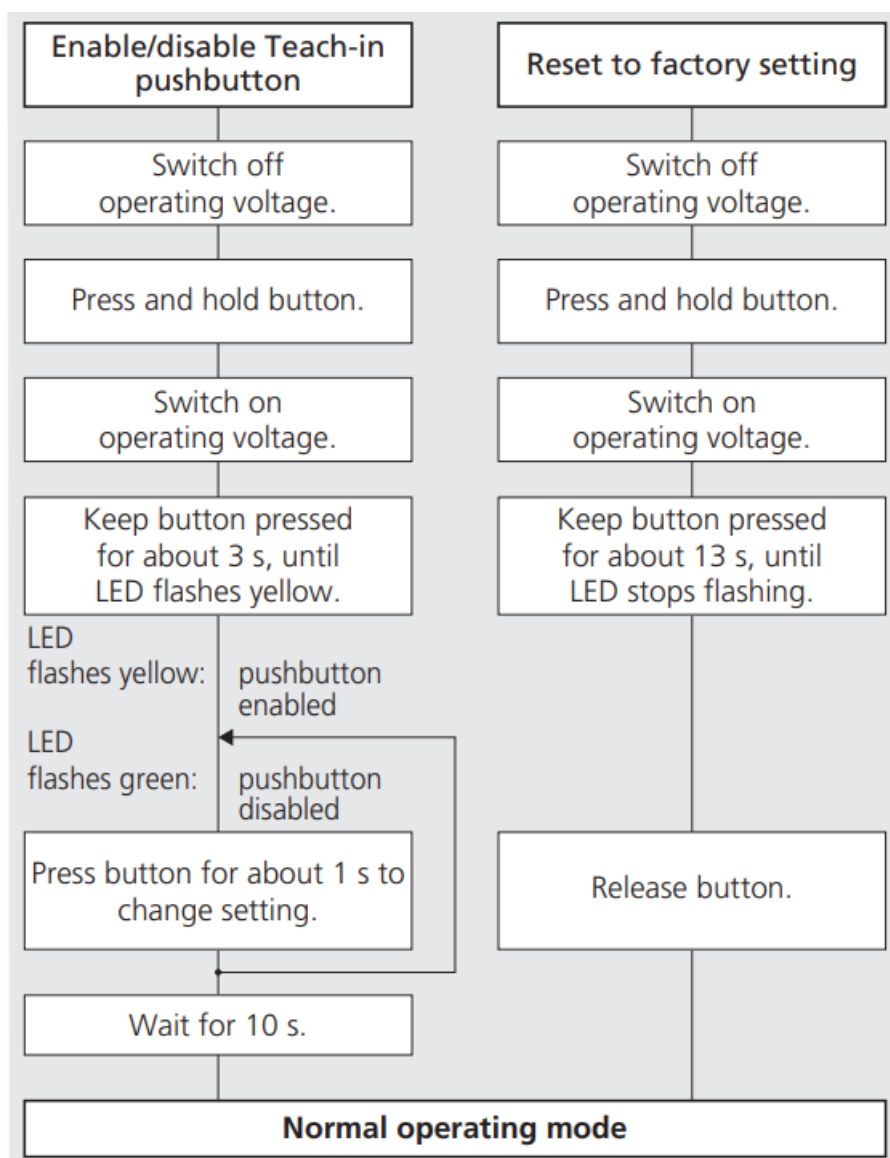 Enable/disable Teach-in
pushbutton
Switch off
operating voltage.
Press and hold button.
Switch on
operating voltage.
Keep button pressed
for about 3 s, until
LED flashes yellow.
LED
flashes yellow: pushbutton
enabled
LED
flashes green: pushbutton
disabled
Press button for about 1 s to
change setting.
Wait for 10 s.
Reset to factory setting
Switch off
operating voltage.
Press and hold button.
Switch on
operating voltage.
Keep button pressed
for about 13 s, until
LED stops flashing.
Release button.
Normal operating mode